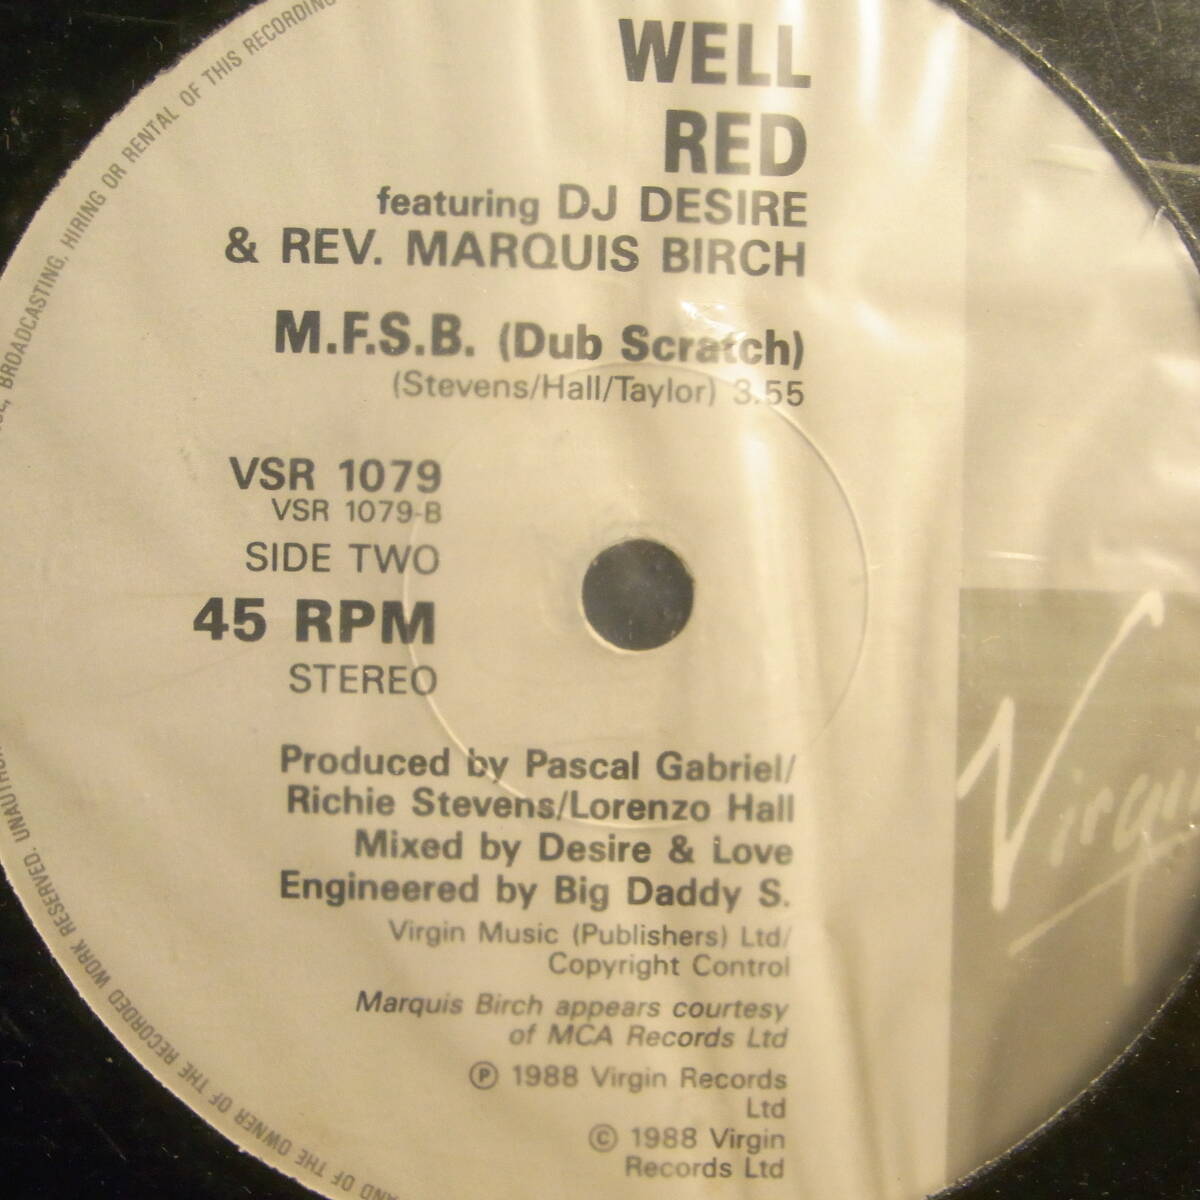 WELL
RED
featuring DJ DESIRE
& REV. MARQUIS BIRCH
M.F.S.B. (Dub Scratch)
(Stevens/Hall/Taylor) 3.55
VSR 1079
VSR 1079-B
SIDE TWO
45 RPM
STEREO
Produced by Pascal Gabriel/
Richie Stevens/Lorenzo Hall
Mixed by Desire & Love
Engineered by Big Daddy S.
Virgin Music (Publishers) Ltd/
Copyright Control
Marquis Birch appears courtesy
of MCA Records Ltd
Ⓟ 1988 Virgin Records
Ltd
© 1988 Virgin
Records Ltd
Virgin
AND OF THE OWNER OF THE RECORDED WORK RESERVED.
BROADCASTING, HIRING OR RENTAL OF THIS RECORDING